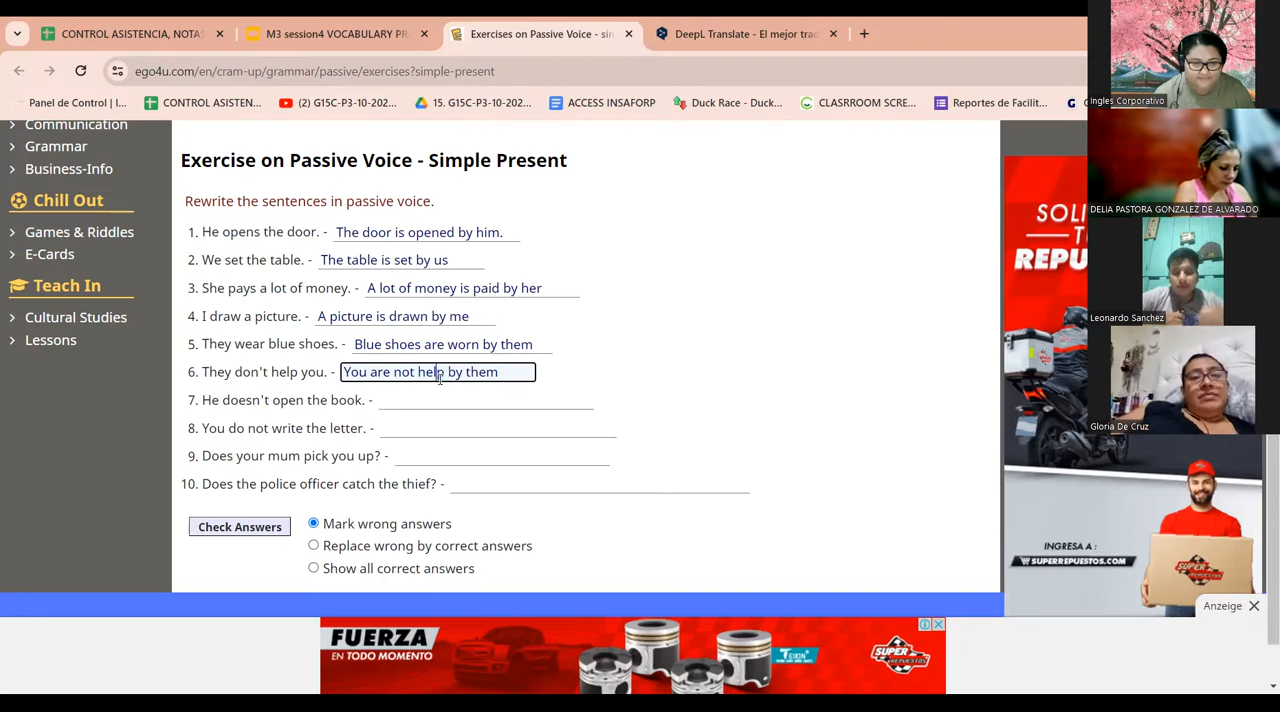 CONTROL ASISTENCIA, NOTAS
M3 session4 VOCABULARY PR
Exercises on Passive Voice - sim
DeepL Translate - El mejor trad
ego4u.com/en/cram-up/grammar/passive/exercises?simple-present
Panel de Control | I...
CONTROL ASISTEN...
(2) G15C-P3-10-202...
15. G15C-P3-10-202...
ACCESS INSAFORP
Duck Race - Duck...
CLASRROOM SCRE...
Reportes de Facilit...
Ingles Corporativo
DELIA PASTORA GONZALEZ DE ALVARADO
Leonardo Sanchez
Gloria De Cruz
Communication
Grammar
Business-Info
Chill Out
Games & Riddles
E-Cards
Teach In
Cultural Studies
Lessons
Exercise on Passive Voice - Simple Present
Rewrite the sentences in passive voice.
1. He opens the door. - The door is opened by him.
2. We set the table. - The table is set by us
3. She pays a lot of money. - A lot of money is paid by her
4. I draw a picture. - A picture is drawn by me
5. They wear blue shoes. - Blue shoes are worn by them
6. They don't help you. - You are not help by them
7. He doesn't open the book. -
8. You do not write the letter. -
9. Does your mum pick you up? -
10. Does the police officer catch the thief? -
Check Answers
Mark wrong answers
Replace wrong by correct answers
Show all correct answers
SOLI
REPU
INGRESA A :
WWW.SUPERREPUESTOS.COM
Anzeige
FUERZA
EN TODO MOMENTO
TEIKIN
SUPER
REPUESTOS